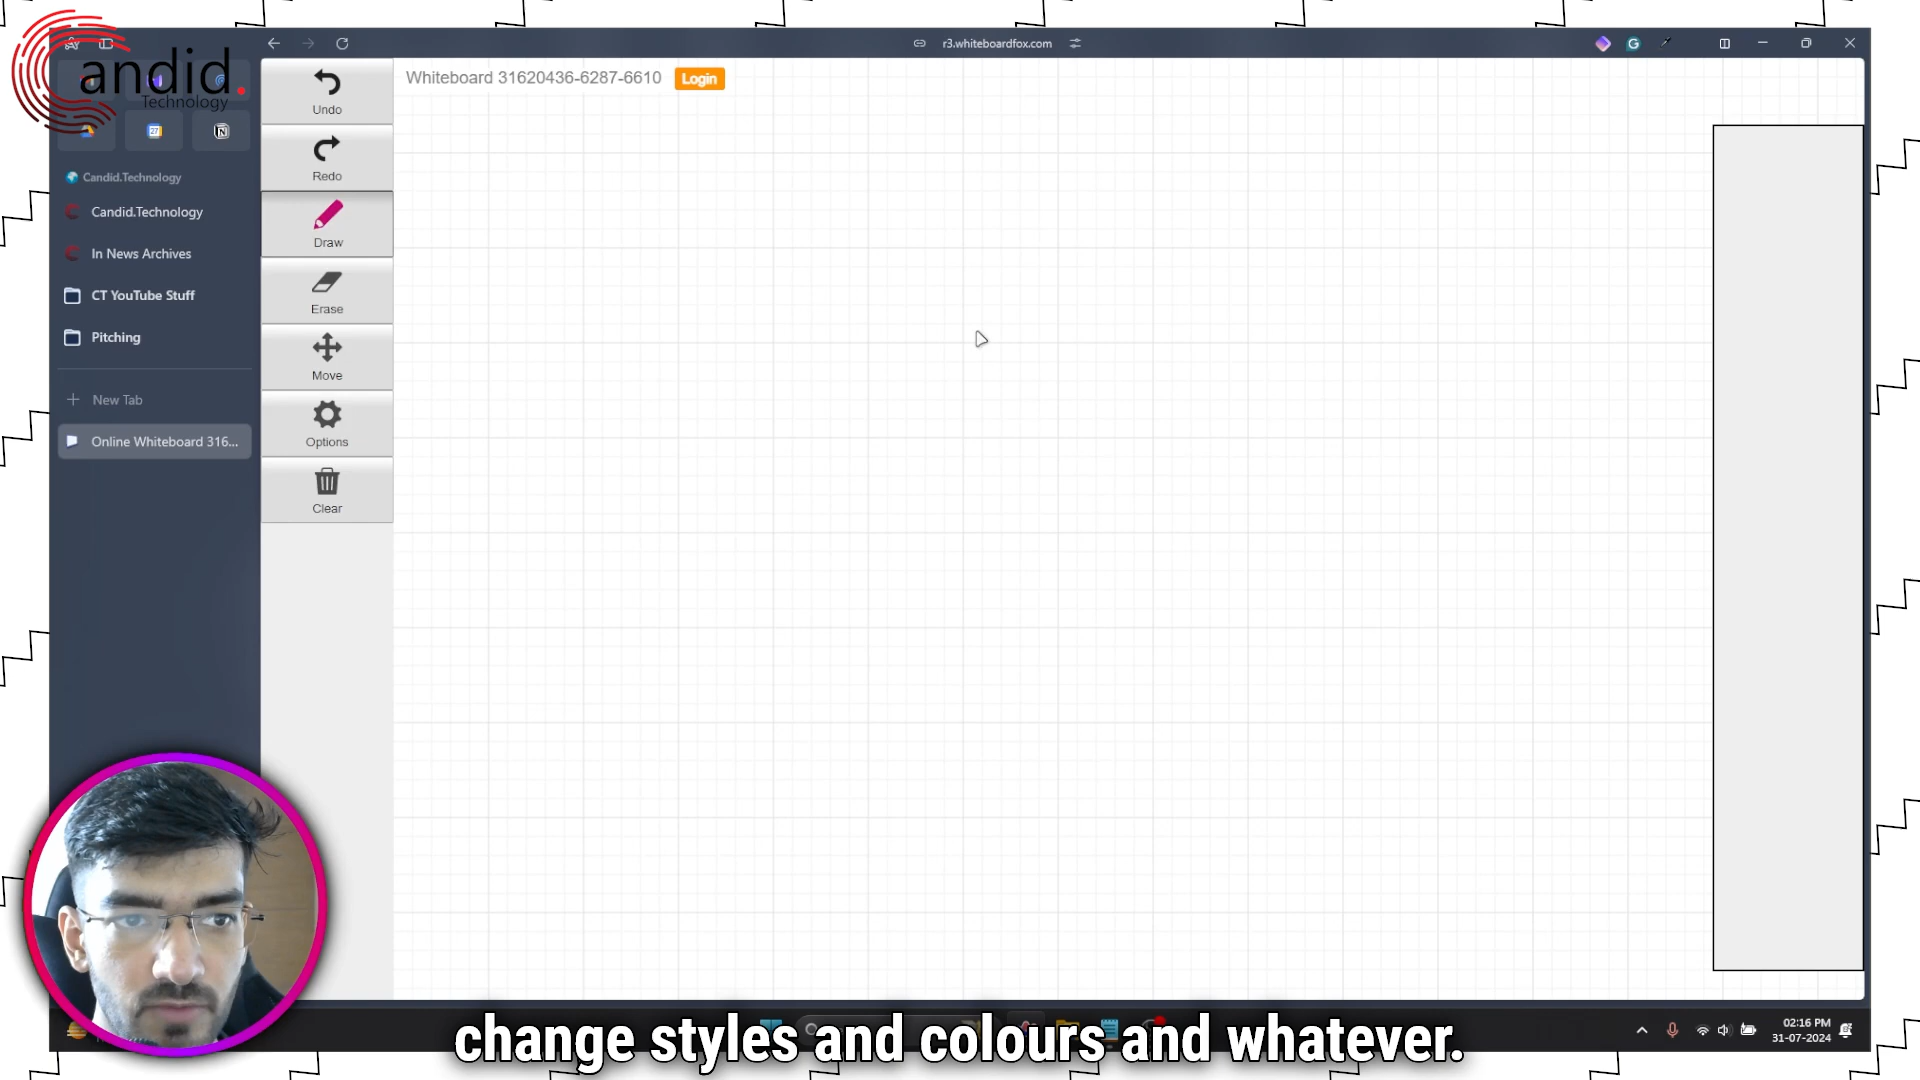 andid.
Technology
r3.whiteboardfox.com
Whiteboard 31620436-6287-6610
Login
Undo
Redo
Draw
Erase
Move
Options
Clear
27
Candid.Technology
Candid.Technology
In News Archives
CT YouTube Stuff
Pitching
New Tab
Online Whiteboard 316...
change styles and colours and whatever.
02:16 PM
31-07-2024